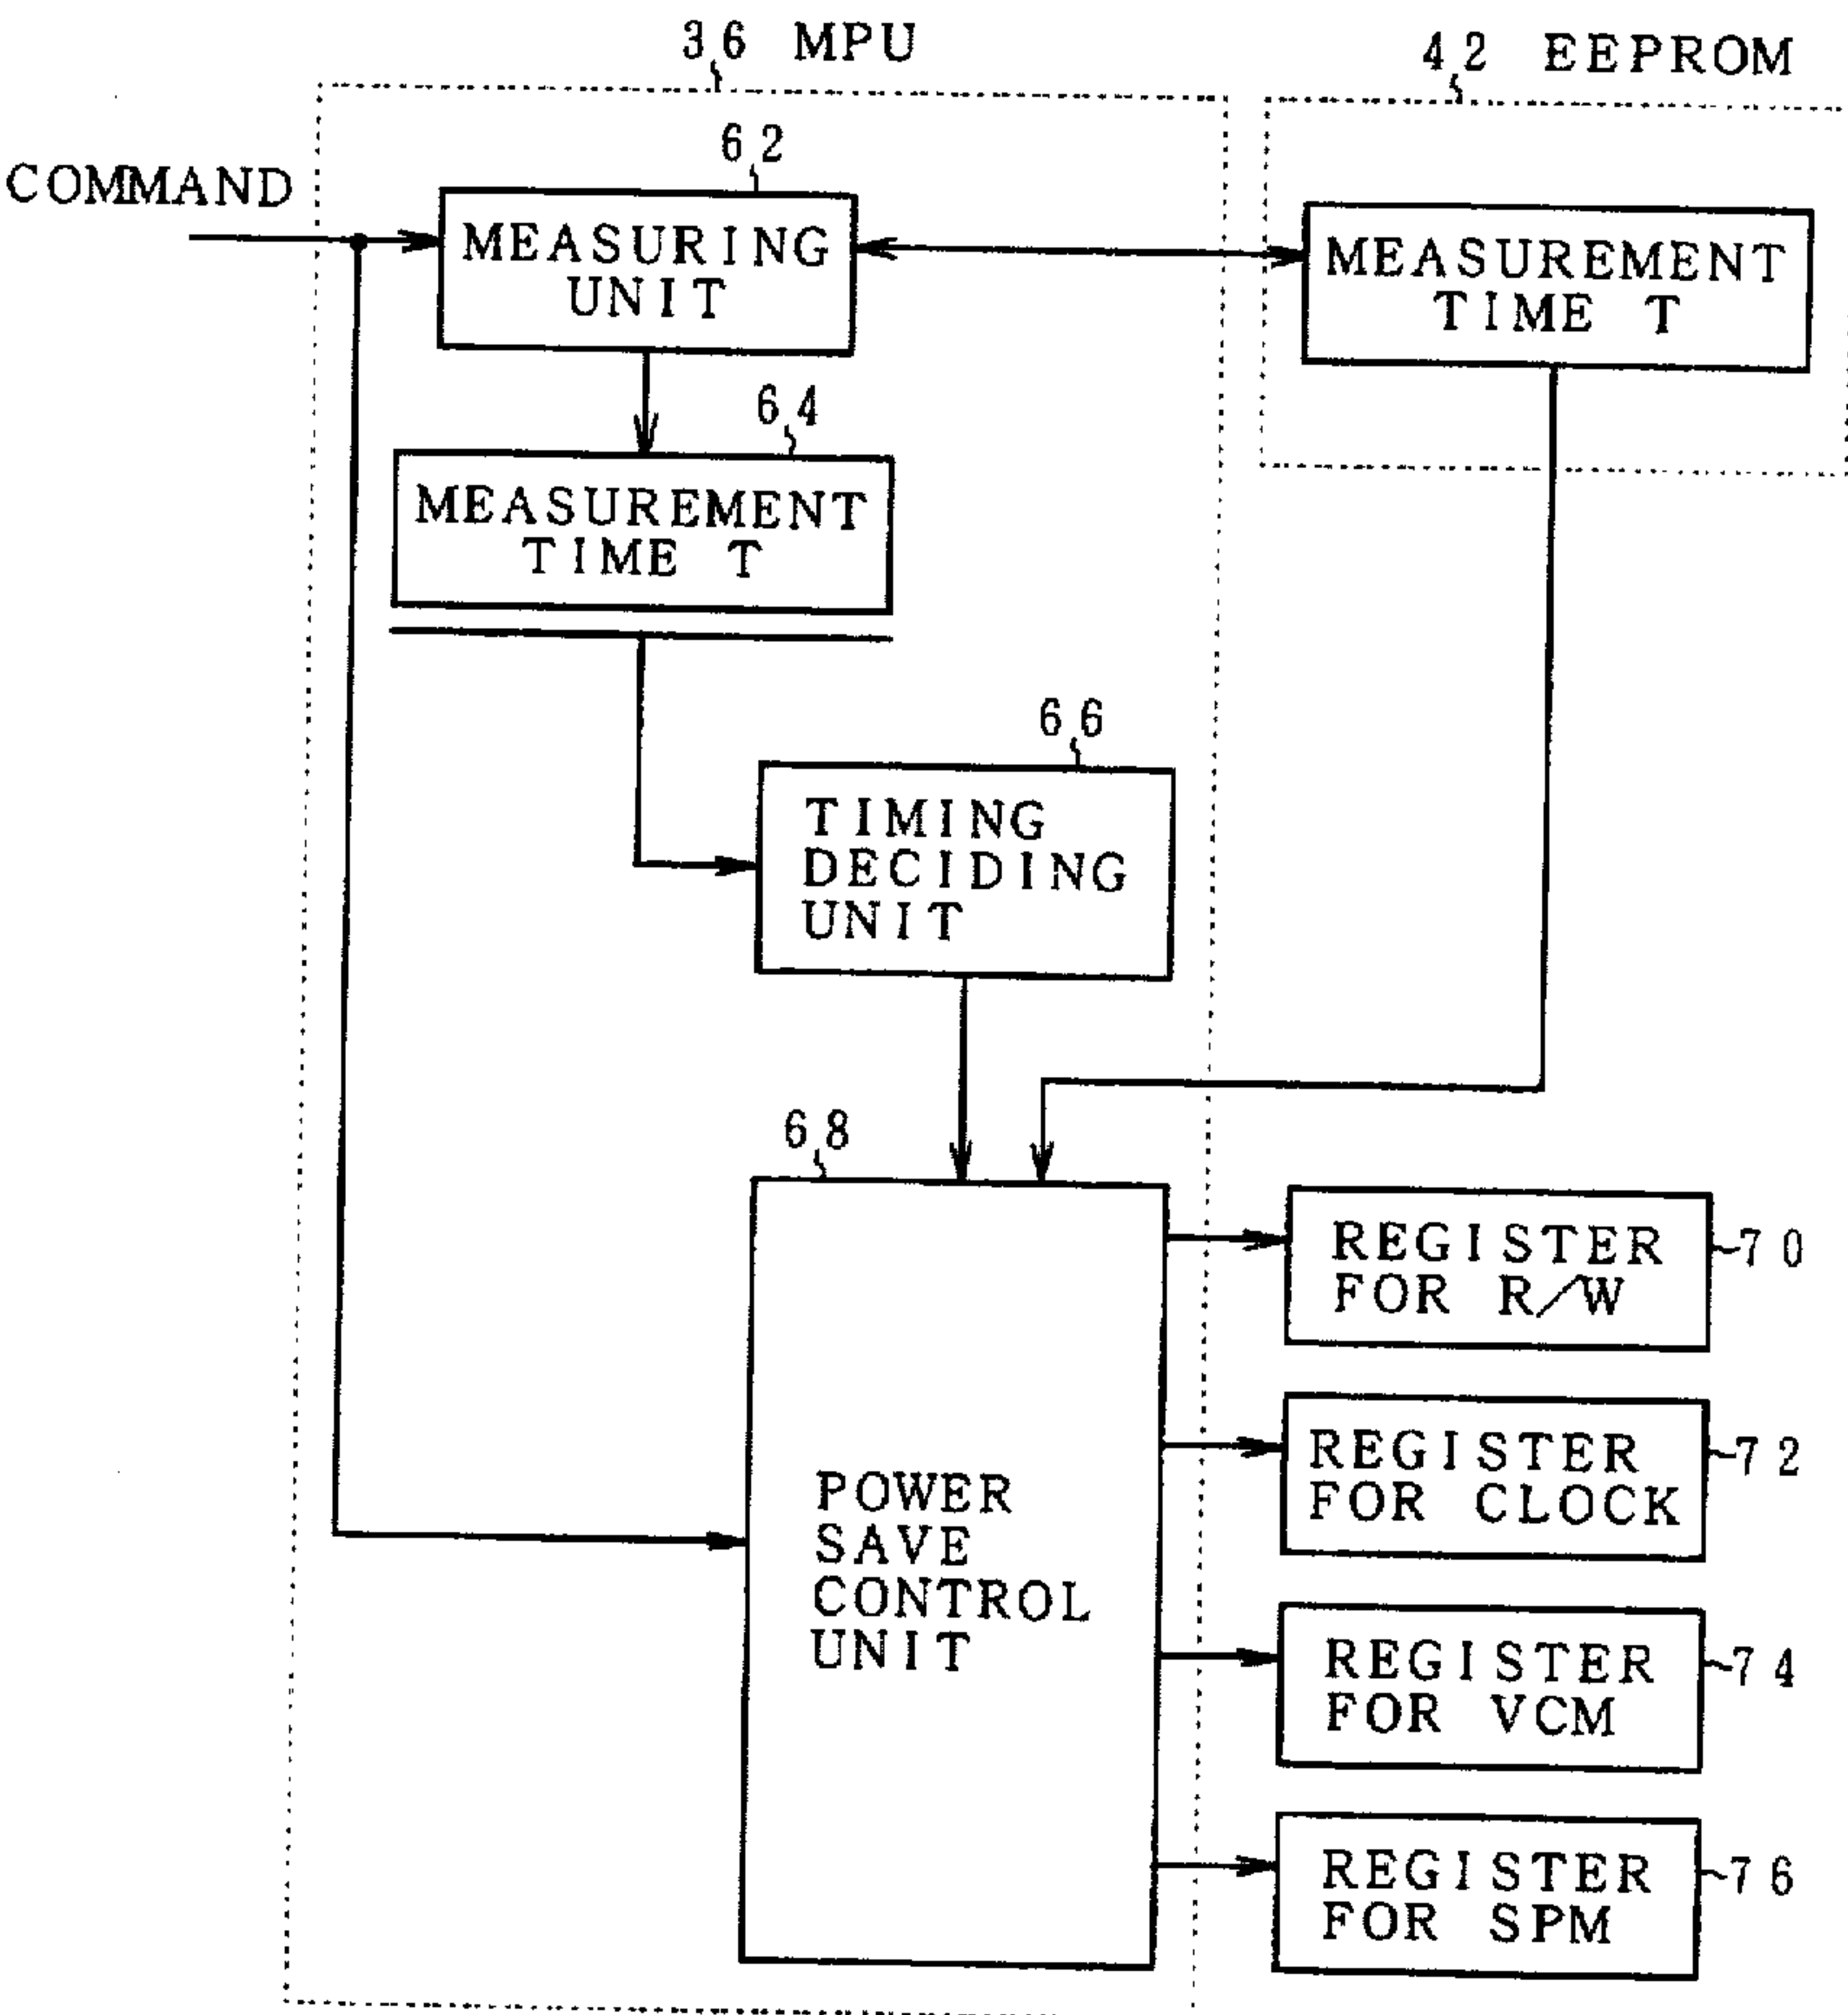 36 MPU
42 EEPROM
COMMAND
62
MEASURING
UNIT
MEASUREMENT
TIME T
64
MEASUREMENT
TIME T
66
TIMING
DECIDING
UNIT
68
POWER
SAVE
CONTROL
UNIT
REGISTER
FOR R/W
70
REGISTER
FOR CLOCK
72
REGISTER
FOR VCM
74
REGISTER
FOR SPM
76